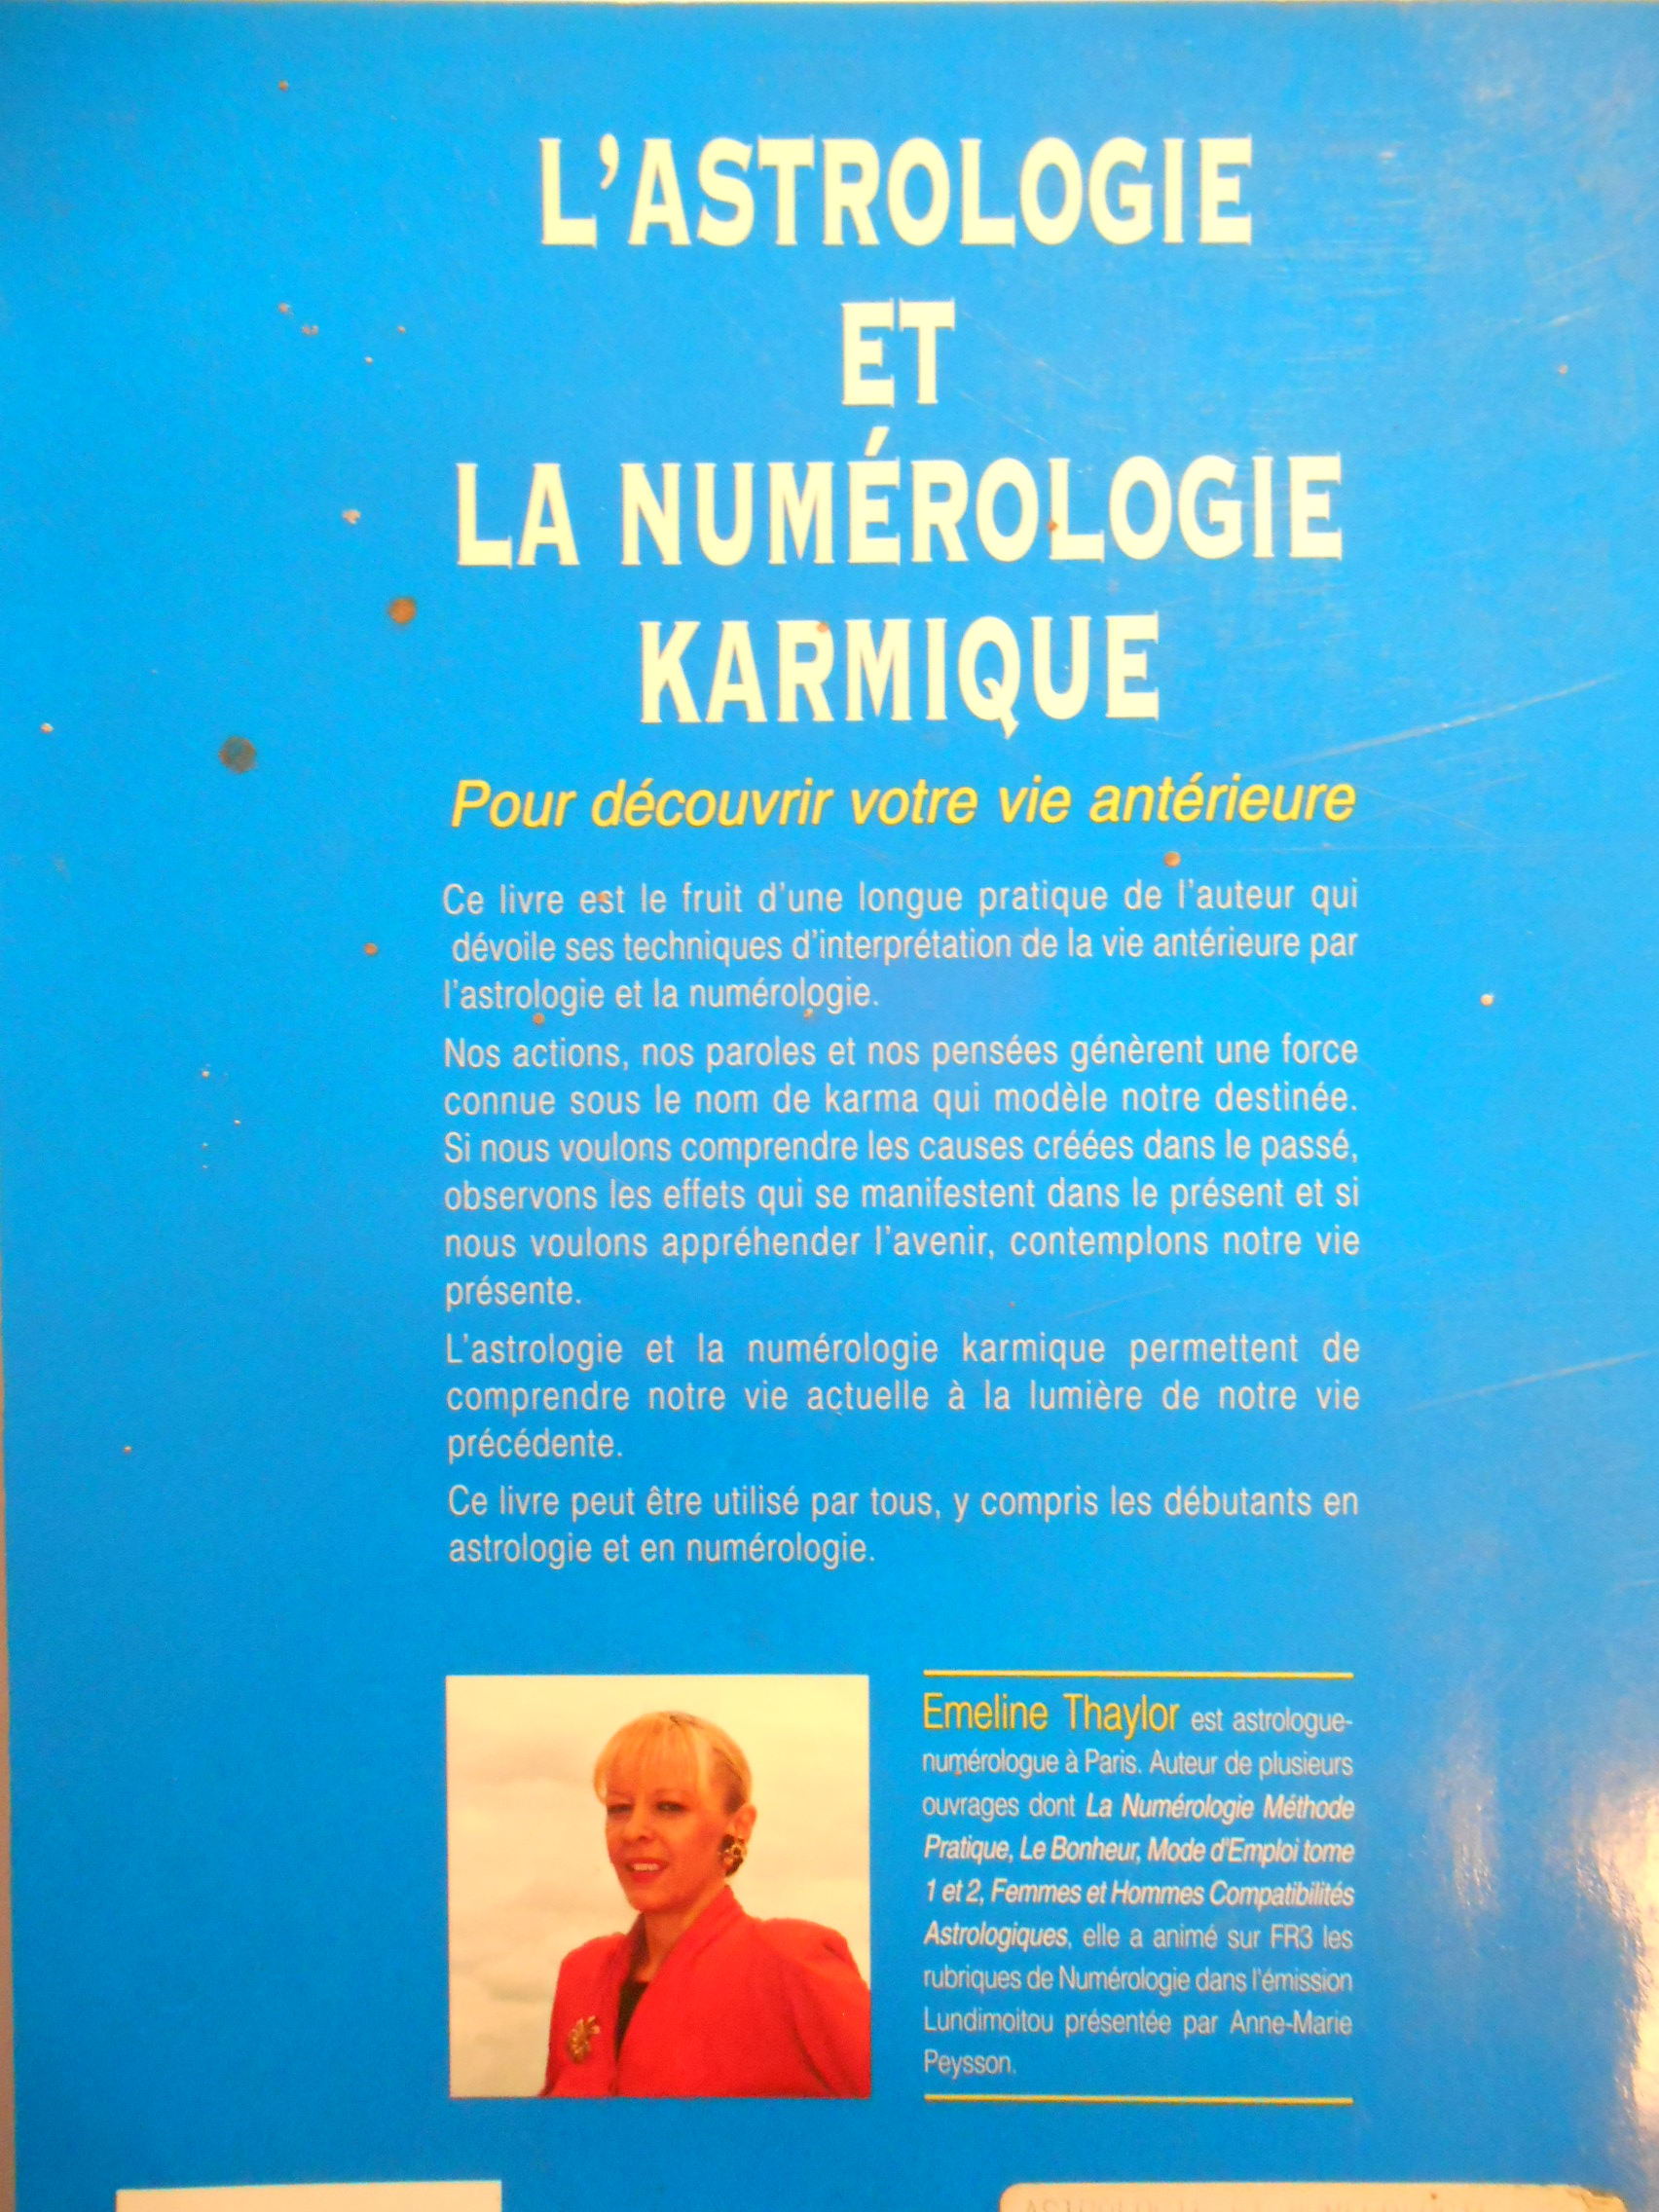 L'ASTROLOGIE
ET
LA NUMÉROLOGIE
KARMIQUE
Pour découvrir votre vie antérieure
Ce livre est le fruit d'une longue pratique de l'auteur qui
dévoile ses techniques d'interprétation de la vie antérieure par
l'astrologie et la numérologie.
Nos actions, nos paroles et nos pensées génèrent une force
connue sous le nom de karma qui modèle notre destinée.
Si nous voulons comprendre les causes créées dans le passé,
observons les effets qui se manifestent dans le présent et si
nous voulons appréhender l'avenir, contemplons notre vie
présente.
L'astrologie et la numérologie karmique permettent de
comprendre notre vie actuelle à la lumière de notre vie
précédente.
Ce livre peut être utilisé par tous, y compris les débutants en
astrologie et en numérologie.
Emeline Thaylor est astrologue-
numérologue à Paris. Auteur de plusieurs
ouvrages dont La Numérologie Méthode
Pratique, Le Bonheur, Mode d'Emploi tome
1 et 2, Femmes et Hommes Compatibilités
Astrologiques, elle a animé sur FR3 les
rubriques de Numérologie dans l'émission
Lundimoitou présentée par Anne-Marie
Peysson.